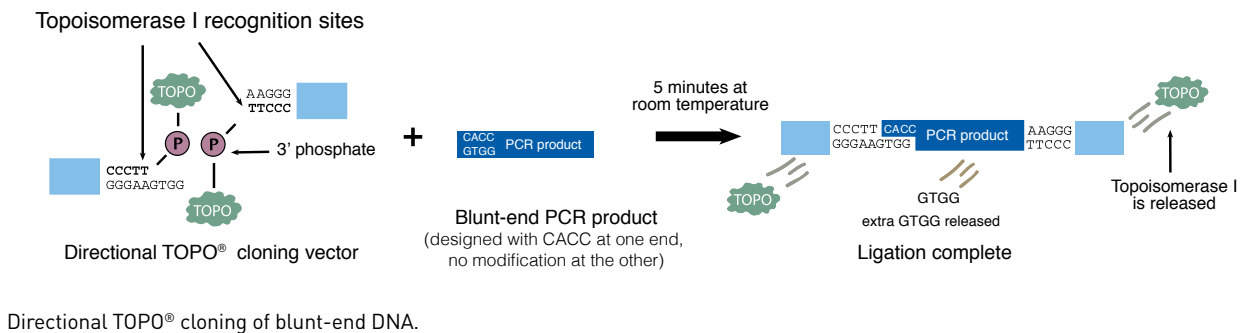 Topoisomerase I recognition sites
TOPO
AAGGG
TTCCC
P
P
3’ phosphate
CCCTT
GGGAAGTGG
TOPO
Directional TOPO® cloning vector
+
CACC
GTGG
PCR product
Blunt-end PCR product
(designed with CACC at one end,
no modification at the other)
5 minutes at
room temperature
CCCTT CACC PCR product AAGGG
GGGAAGTGG TTCCC
TOPO
TOPO
GTGG
extra GTGG released
Ligation complete
Topoisomerase I
is released
Directional TOPO® cloning of blunt-end DNA.